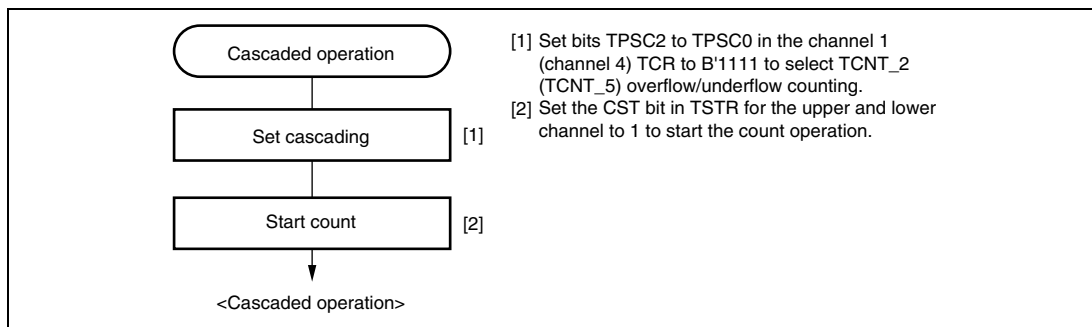 Cascaded operation
Set cascading
[1]
Start count
[2]
<Cascaded operation>
[1] Set bits TPSC2 to TPSC0 in the channel 1
(channel 4) TCR to B'1111 to select TCNT_2
(TCNT_5) overflow/underflow counting.
[2] Set the CST bit in TSTR for the upper and lower
channel to 1 to start the count operation.